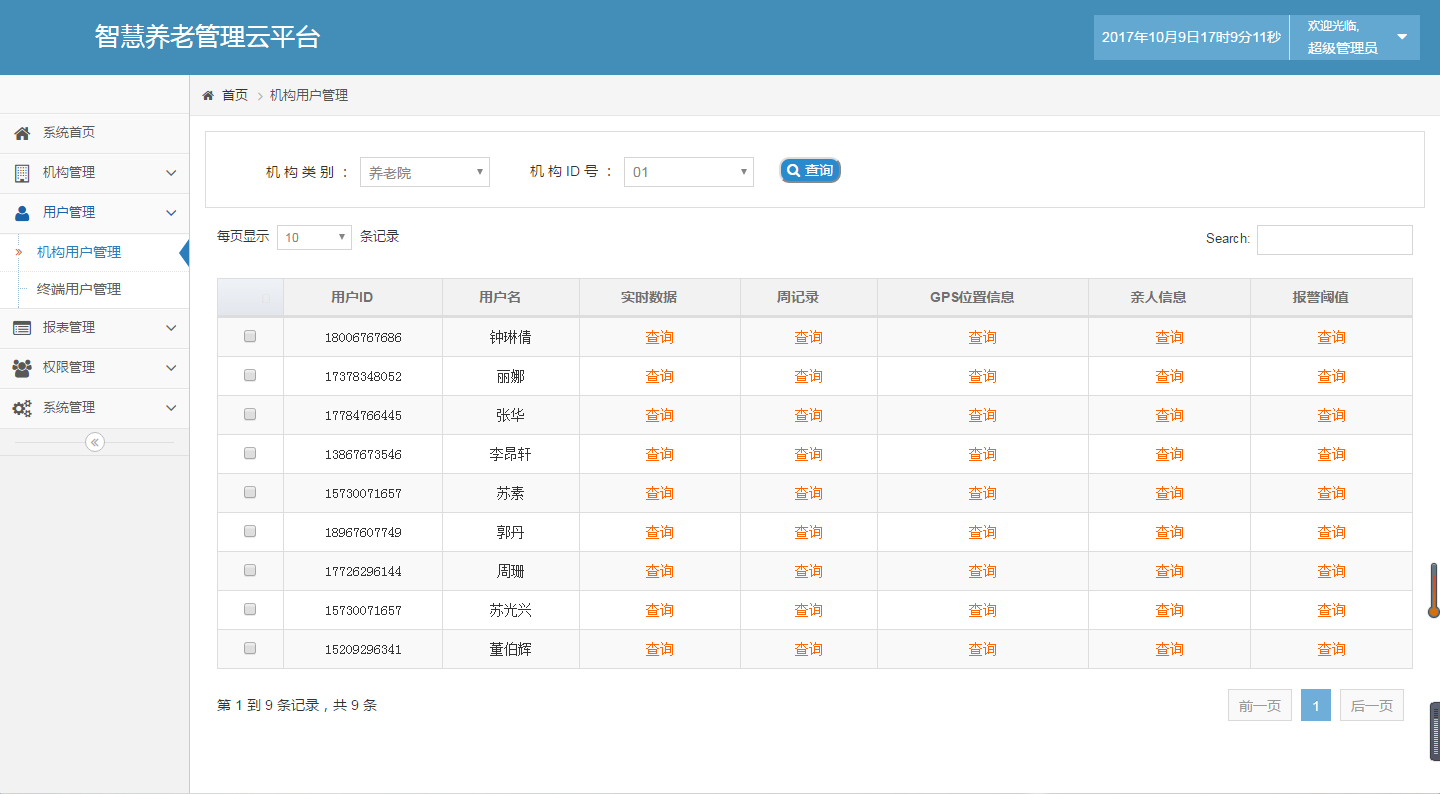 智慧养老管理云平台
2017年10月9日17时9分11秒
欢迎光临,
超级管理员
首页 机构用户管理
系统首页
机构管理
用户管理
机构用户管理
终端用户管理
报表管理
权限管理
系统管理
机 构 类 别 ： 养老院 机 构 ID 号 ： 01 查询
每页显示 10 条记录 Search:
用户ID 用户名 实时数据 周记录 GPS位置信息 亲人信息 报警阈值
18006767686 钟琳倩 查询 查询 查询 查询 查询
17378348052 丽娜 查询 查询 查询 查询 查询
17784766445 张华 查询 查询 查询 查询 查询
13867673546 李昂轩 查询 查询 查询 查询 查询
15730071657 苏素 查询 查询 查询 查询 查询
18967607749 郭丹 查询 查询 查询 查询 查询
17726296144 周珊 查询 查询 查询 查询 查询
15730071657 苏光兴 查询 查询 查询 查询 查询
15209296341 董伯辉 查询 查询 查询 查询 查询
第 1 到 9 条记录，共 9 条
前一页 1 后一页